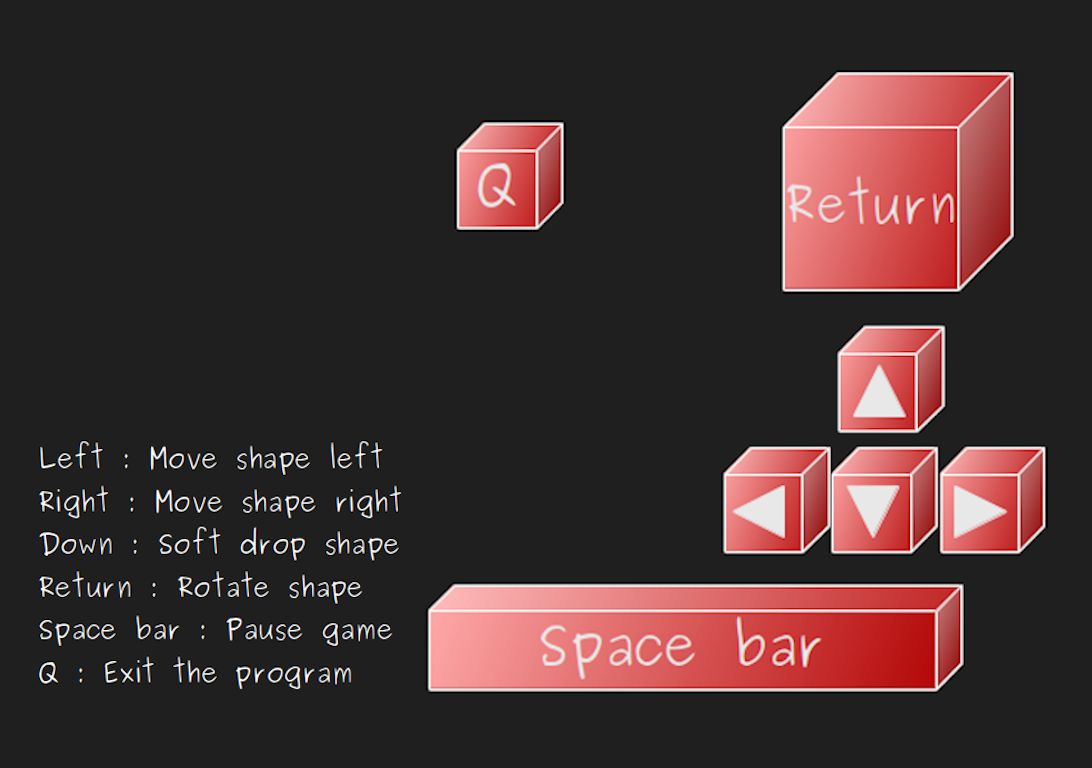 Q
Return
Left : Move shape left
Right : Move shape right
Down : Soft drop shape
Return : Rotate shape
Space bar : Pause game
Q : Exit the program
Space bar